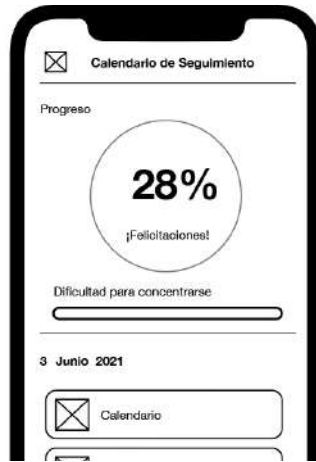 Calendario de Seguimiento
Progreso
28%
¡Felicitaciones!
Dificultad para concentrarse
3 Junio 2021
Calendario